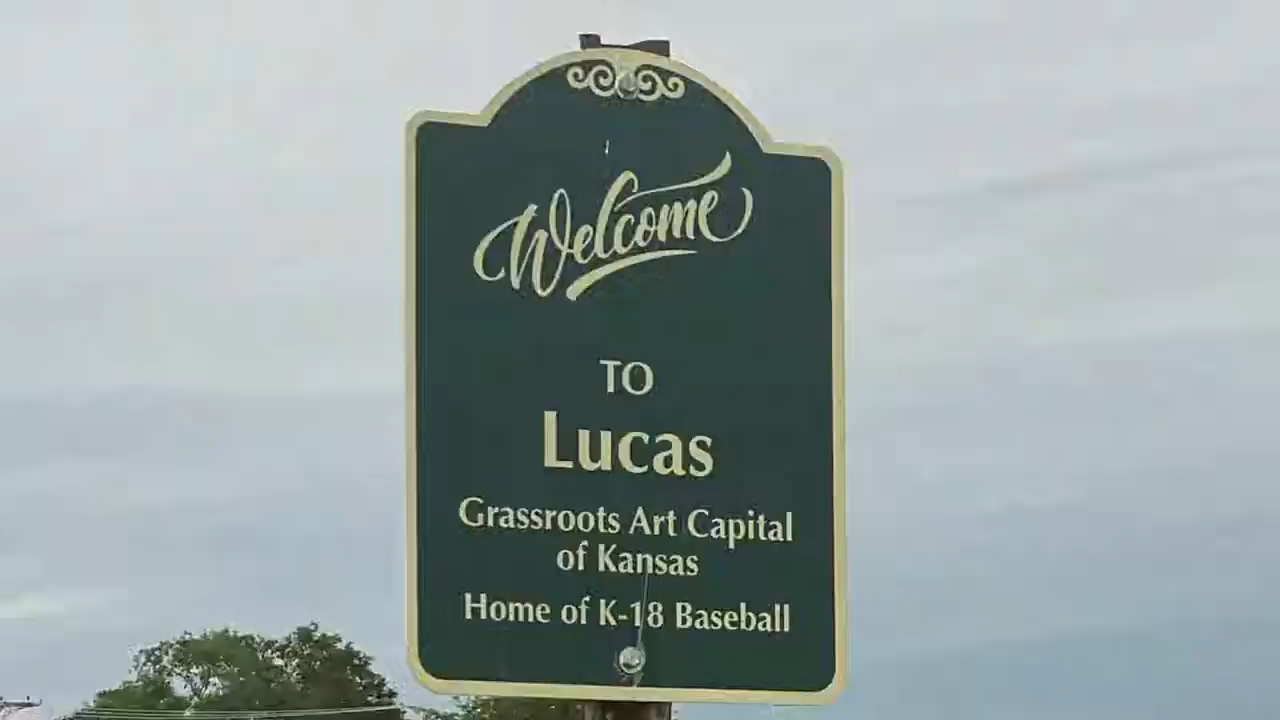 Welcome
TO
Lucas
Grassroots Art Capital
of Kansas
Home of K-18 Baseball